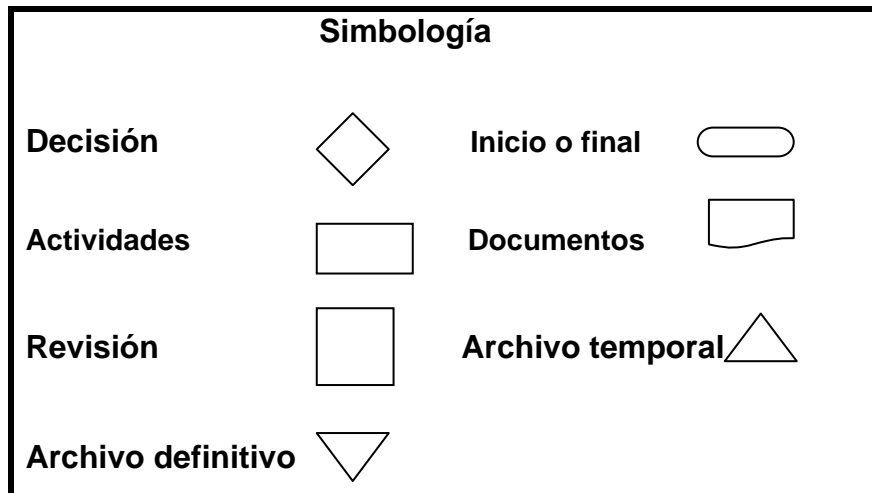 Simbología
Decisión
Inicio o final
Actividades
Documentos
Revisión
Archivo temporal
Archivo definitivo